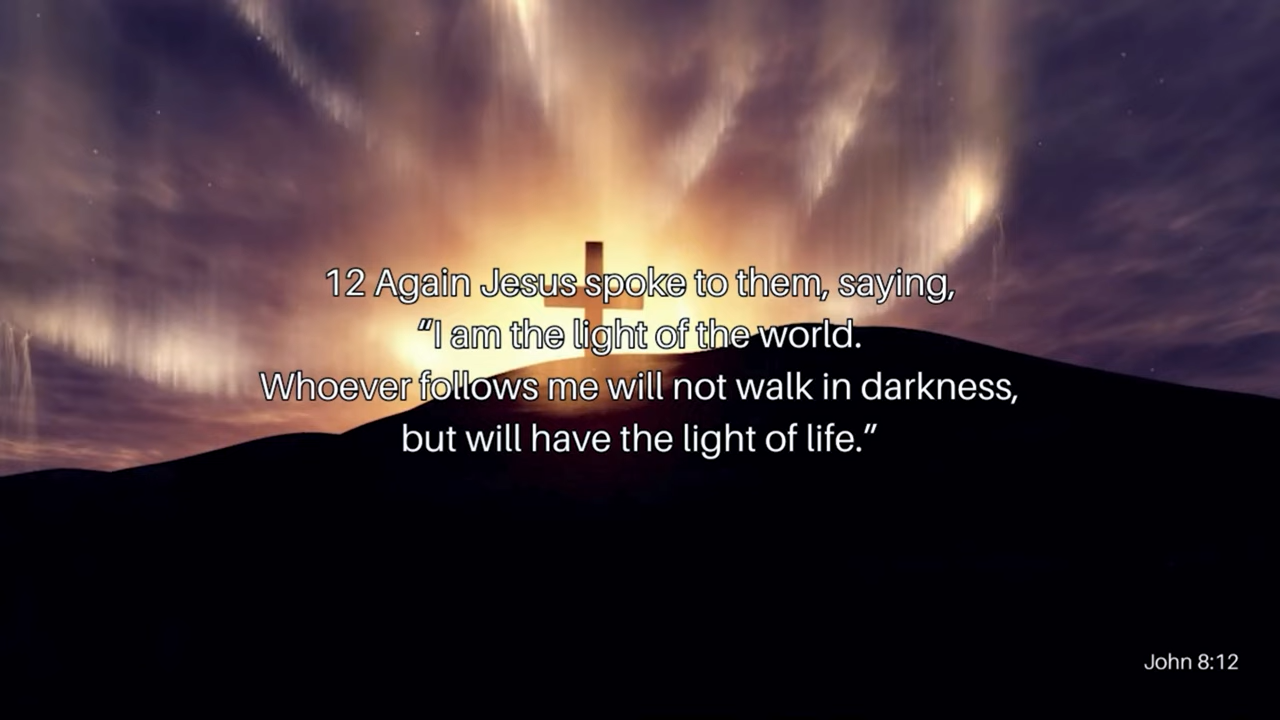 12 Again Jesus spoke to them, saying,
“I am the light of the world.
Whoever follows me will not walk in darkness,
but will have the light of life.”
John 8:12